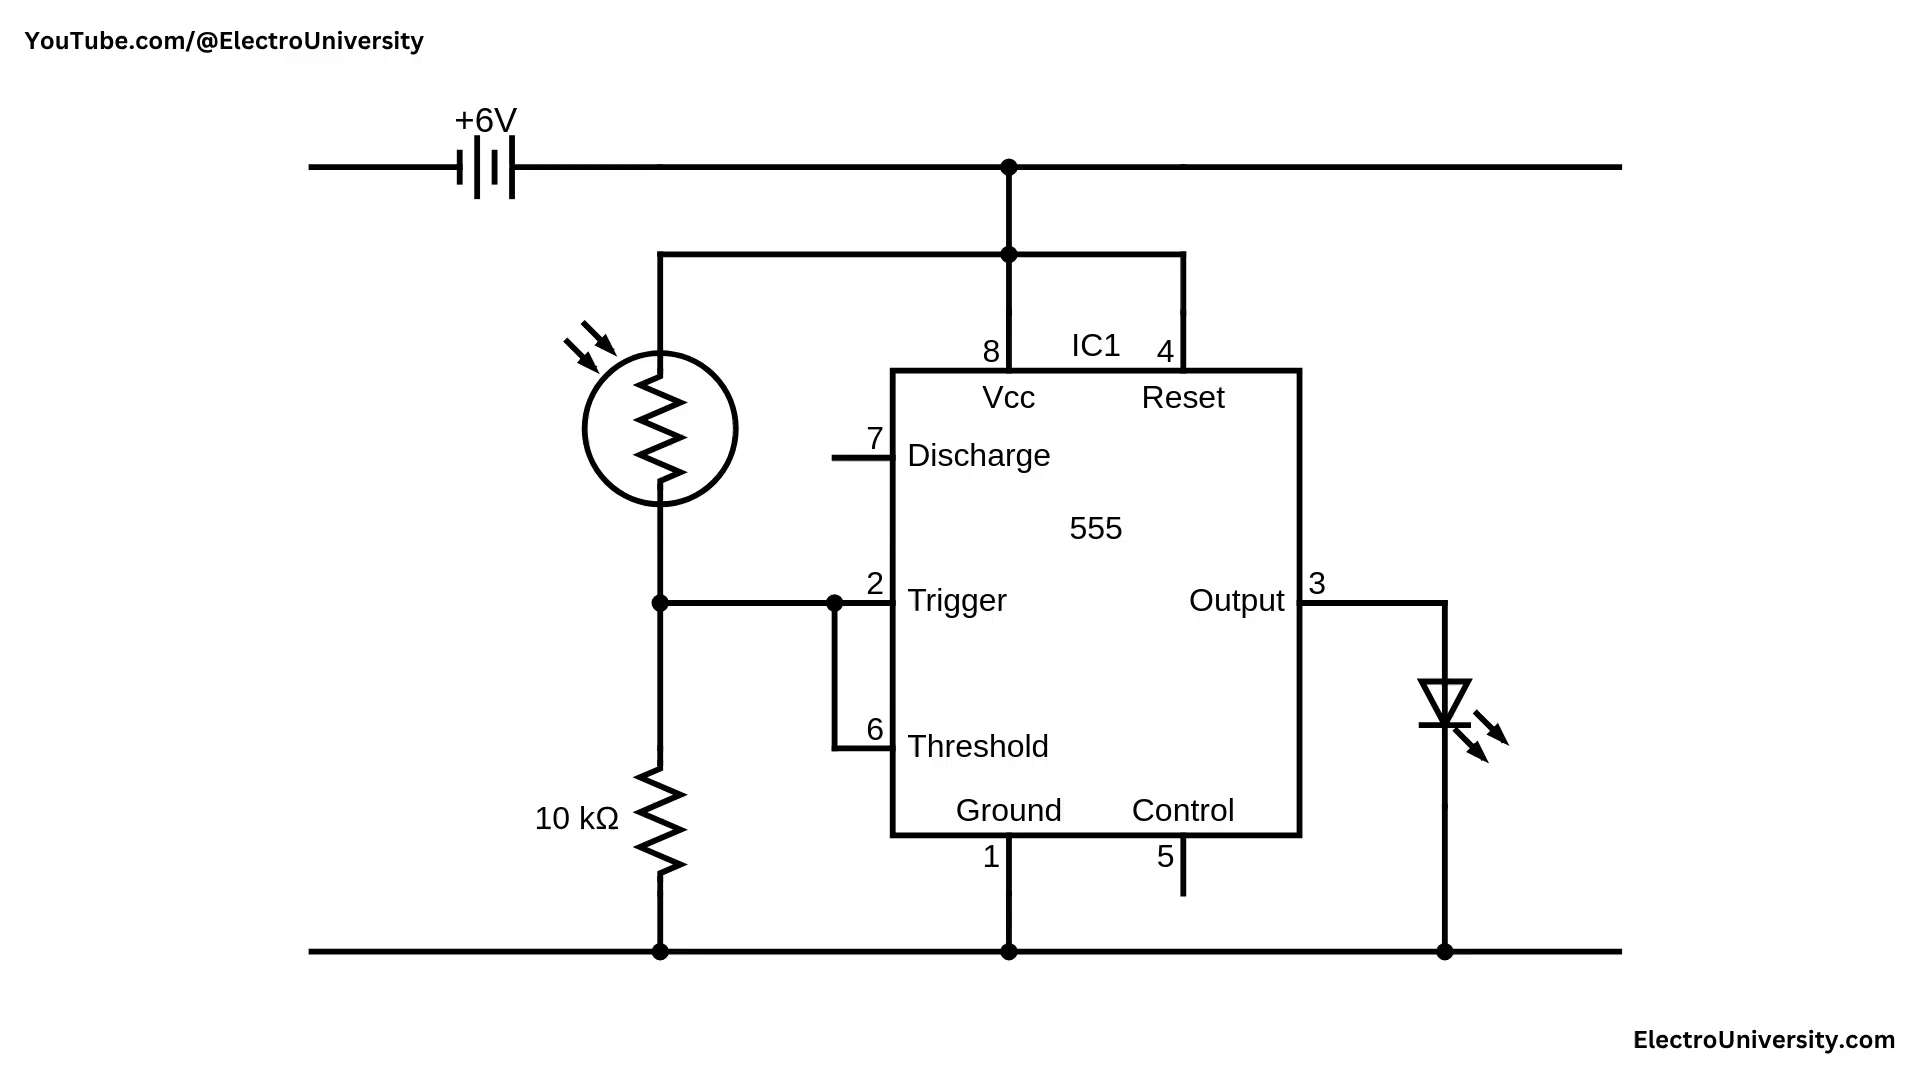 YouTube.com/@ElectroUniversity
+6V
8
IC1
4
Vcc
Reset
7
Discharge
555
2
Trigger
Output
3
6
Threshold
10 kΩ
Ground
Control
1
5
ElectroUniversity.com